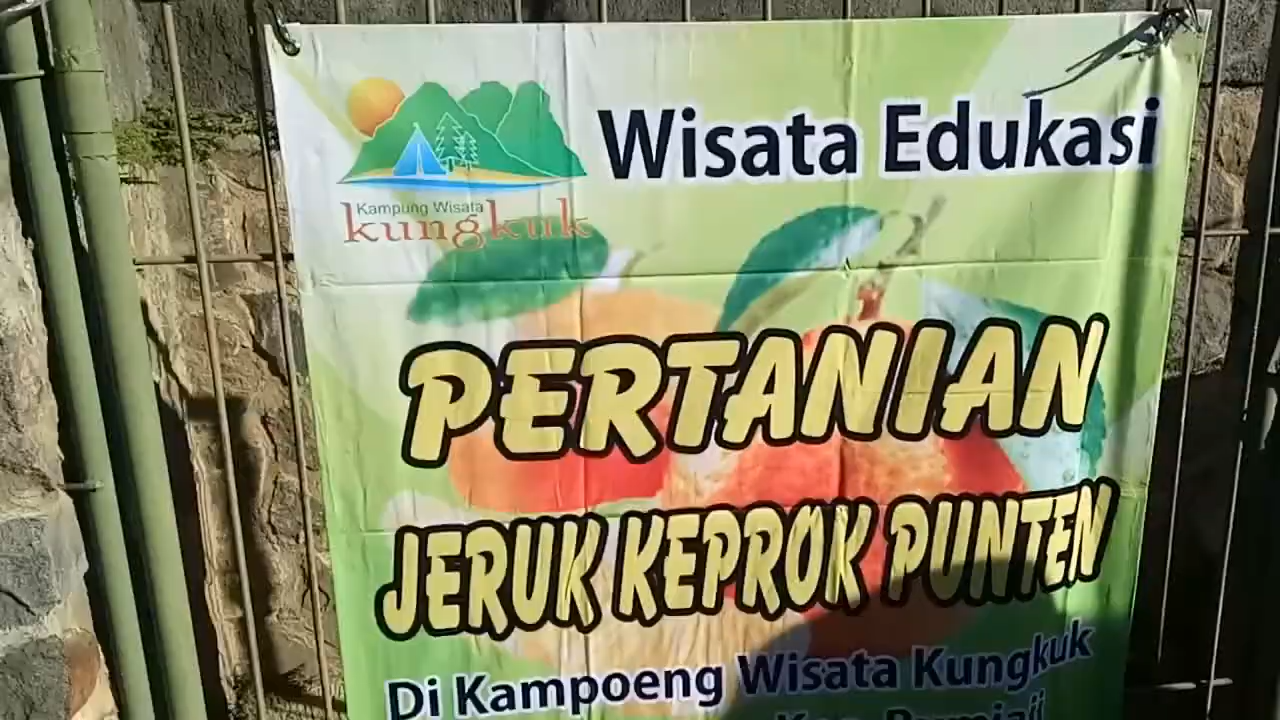 Wisata Edukasi
Kampung Wisata
kungkuk
PERTANIAN
JERUK KEPROK PUNTEN
Di Kampoeng Wisata Kungkuk